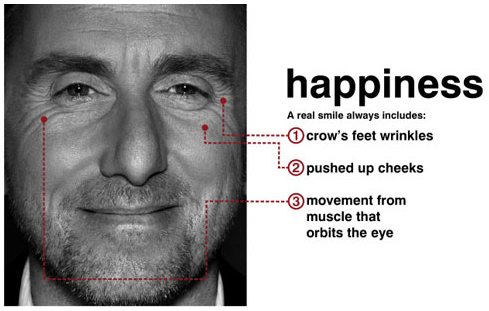 happiness
A real smile always includes:
1 crow's feet wrinkles
2 pushed up cheeks
3 movement from
muscle that
orbits the eye